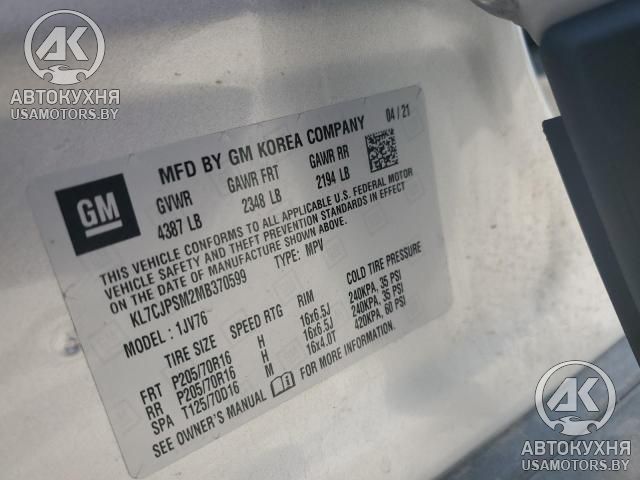 AK
АВТОКУХНЯ
USAMOTORS.BY
GM
MFD BY GM KOREA COMPANY 04 / 21
GVWR GAWR FRT GAWR RR
4387 LB 2348 LB 2194 LB
THIS VEHICLE CONFORMS TO ALL APPLICABLE U.S. FEDERAL MOTOR
VEHICLE SAFETY AND THEFT PREVENTION STANDARDS IN EFFECT
ON THE DATE OF MANUFACTURE SHOWN ABOVE.
KL7CJPSM2MB370599 TYPE: MPV
MODEL: 1JV76
TIRE SIZE SPEED RTG RIM COLD TIRE PRESSURE
FRT P205/70R16 H 16x6.5J 240KPA, 35 PSI
RR P205/70R16 H 16x6.5J 240KPA, 35 PSI
SPA T125/70D16 M 16x4.0T 420KPA, 60 PSI
SEE OWNER'S MANUAL FOR MORE INFORMATION
AK
АВТОКУХНЯ
USAMOTORS.BY